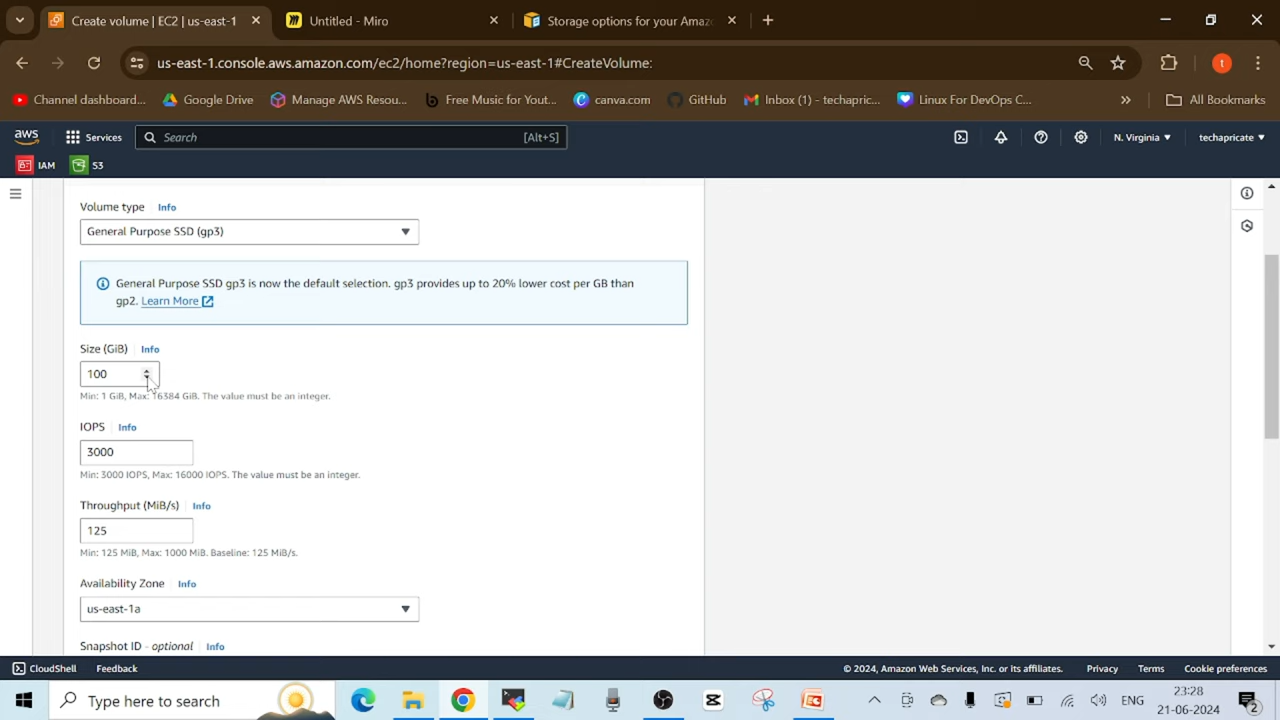 Create volume | EC2 | us-east-1
Untitled - Miro
Storage options for your Amaz
us-east-1.console.aws.amazon.com/ec2/home?region=us-east-1#CreateVolume:
Channel dashboard...
Google Drive
Manage AWS Resou...
Free Music for Yout...
canva.com
GitHub
Inbox (1) - techapric...
Linux For DevOps C...
All Bookmarks
aws
Services
Search
[Alt+S]
N. Virginia
techapricate
IAM
S3
Volume type Info
General Purpose SSD (gp3)
General Purpose SSD gp3 is now the default selection. gp3 provides up to 20% lower cost per GB than
gp2. Learn More
Size (GiB) Info
100
Min: 1 GiB, Max: 16384 GiB. The value must be an integer.
IOPS Info
3000
Min: 3000 IOPS, Max: 16000 IOPS. The value must be an integer.
Throughput (MiB/s) Info
125
Min: 125 MiB, Max: 1000 MiB. Baseline: 125 MiB/s.
Availability Zone Info
us-east-1a
Snapshot ID - optional Info
CloudShell
Feedback
© 2024, Amazon Web Services, Inc. or its affiliates.
Privacy
Terms
Cookie preferences
Type here to search
ENG
23:28
21-06-2024
2